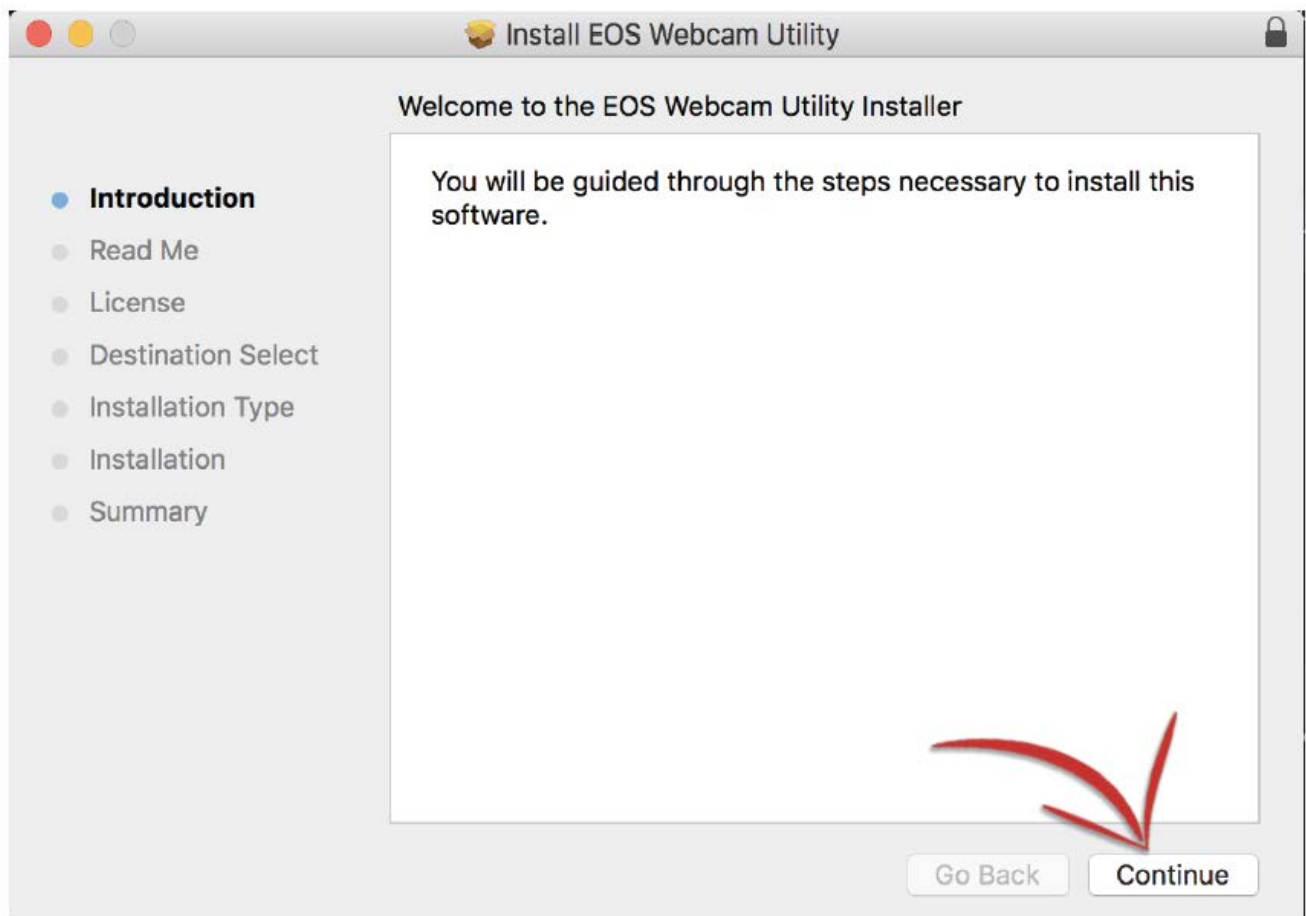 Install EOS Webcam Utility
Welcome to the EOS Webcam Utility Installer
Introduction
Read Me
License
Destination Select
Installation Type
Installation
Summary
You will be guided through the steps necessary to install this
software.
Go Back
Continue